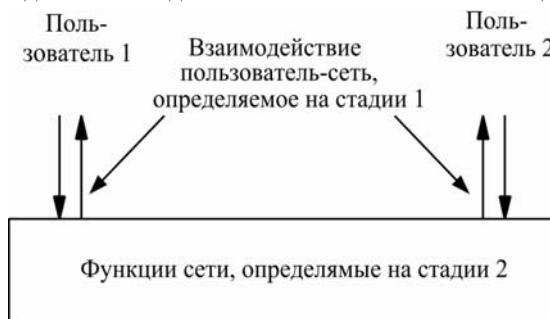 Поль-
зователь 1
Взаимодействие
пользователь-сеть,
определяемое на стадии 1
Поль-
зователь 2
Функции сети, определямые на стадии 2